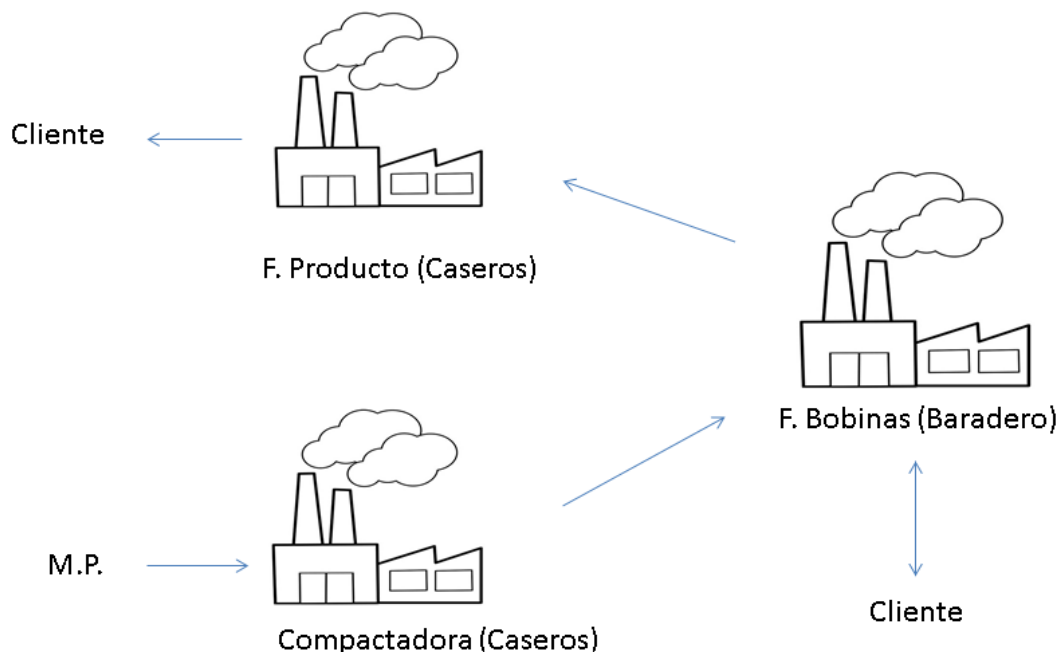 Cliente
F. Producto (Caseros)
F. Bobinas (Baradero)
M.P.
Cliente
Compactadora (Caseros)